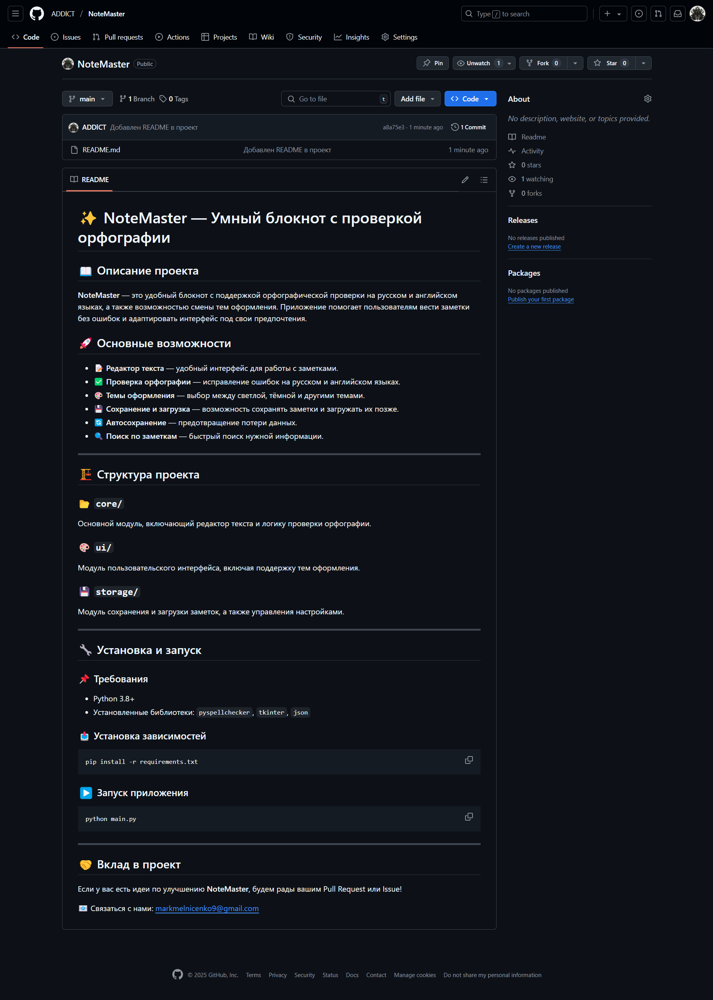 ADDICT / NoteMaster
Type / to search
Code Issues Pull requests Actions Projects Wiki Security Insights Settings
NoteMaster Public
Pin Unwatch 1 Fork 0 Star 0
main 1 Branch 0 Tags
Go to file t Add file Code
ADDICT Добавлен README в проект a8a75e3 · 1 minute ago 1 Commit
README.md Добавлен README в проект 1 minute ago
README
✨ NoteMaster — Умный блокнот с проверкой
орфографии
📖 Описание проекта
NoteMaster — это удобный блокнот с поддержкой орфографической проверки на русском и английском
языках, а также возможностью смены тем оформления. Приложение помогает пользователям вести заметки
без ошибок и адаптировать интерфейс под свои предпочтения.
🚀 Основные возможности
• 📝 Редактор текста — удобный интерфейс для работы с заметками.
• ✅ Проверка орфографии — исправление ошибок на русском и английском языках.
• 🎨 Темы оформления — выбор между светлой, тёмной и другими темами.
• 💾 Сохранение и загрузка — возможность сохранять заметки и загружать их позже.
• 🔄 Автосохранение — предотвращение потери данных.
• 🔍 Поиск по заметкам — быстрый поиск нужной информации.
🏗 Структура проекта
📂 core/
Основной модуль, включающий редактор текста и логику проверки орфографии.
🎨 ui/
Модуль пользовательского интерфейса, включая поддержку тем оформления.
💾 storage/
Модуль сохранения и загрузки заметок, а также управления настройками.
🔧 Установка и запуск
📌 Требования
• Python 3.8+
• Установленные библиотеки: pyspellchecker, tkinter, json
📥 Установка зависимостей
pip install -r requirements.txt
▶️ Запуск приложения
python main.py
🤝 Вклад в проект
Если у вас есть идеи по улучшению NoteMaster, будем рады вашим Pull Request или Issue!
📧 Связаться с нами: markmelnicenko9@gmail.com
About
No description, website, or topics provided.
Readme
Activity
0 stars
1 watching
0 forks
Releases
No releases published
Create a new release
Packages
No packages published
Publish your first package
© 2025 GitHub, Inc. Terms Privacy Security Status Docs Contact Manage cookies Do not share my personal information